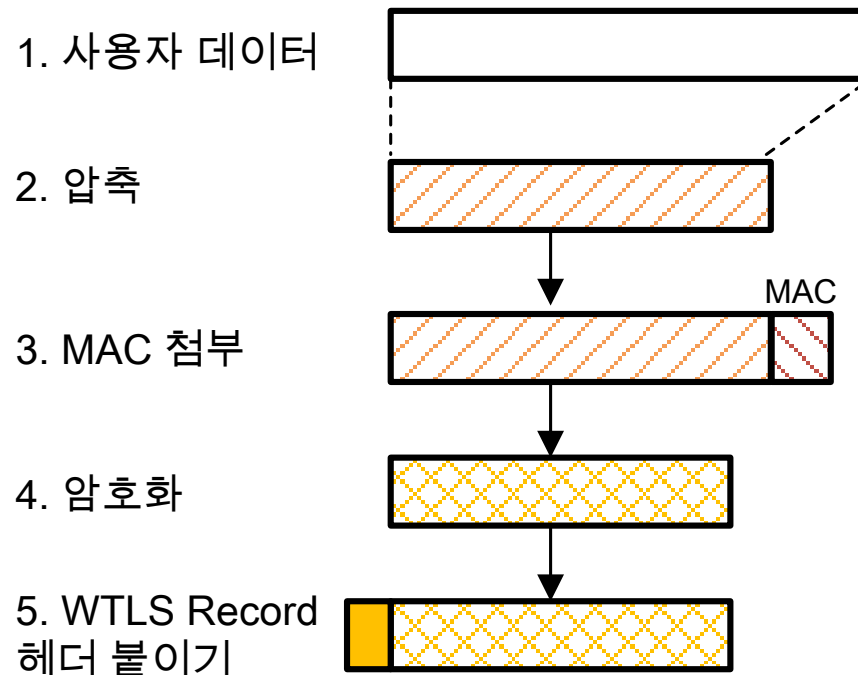 1. 사용자 데이터
2. 압축
MAC
3. MAC 첨부
4. 암호화
5. WTLS Record
헤더 붙이기